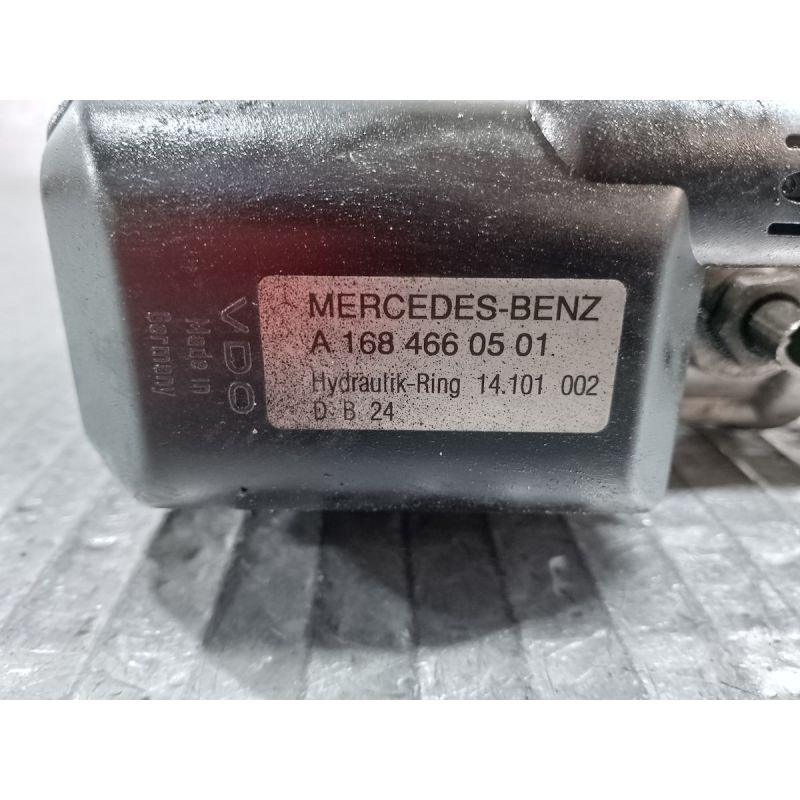 MERCEDES-BENZ
A 168 466 05 01
Hydraulik-Ring 14.101 002
D B 24
VDO
Made in
Germany